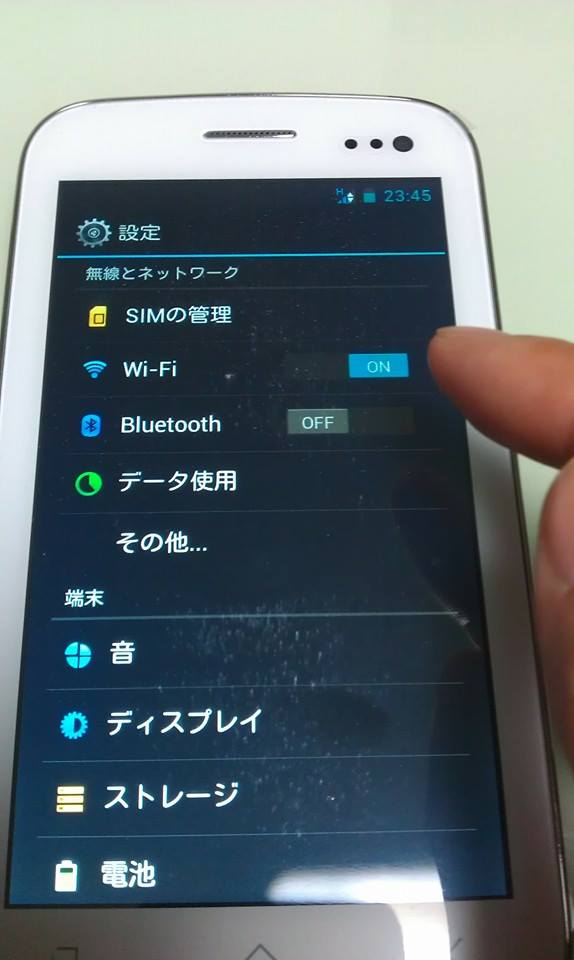 H
23:45
設定
無線とネットワーク
SIMの管理
Wi-Fi ON
Bluetooth OFF
データ使用
その他...
端末
音
ディスプレイ
ストレージ
電池